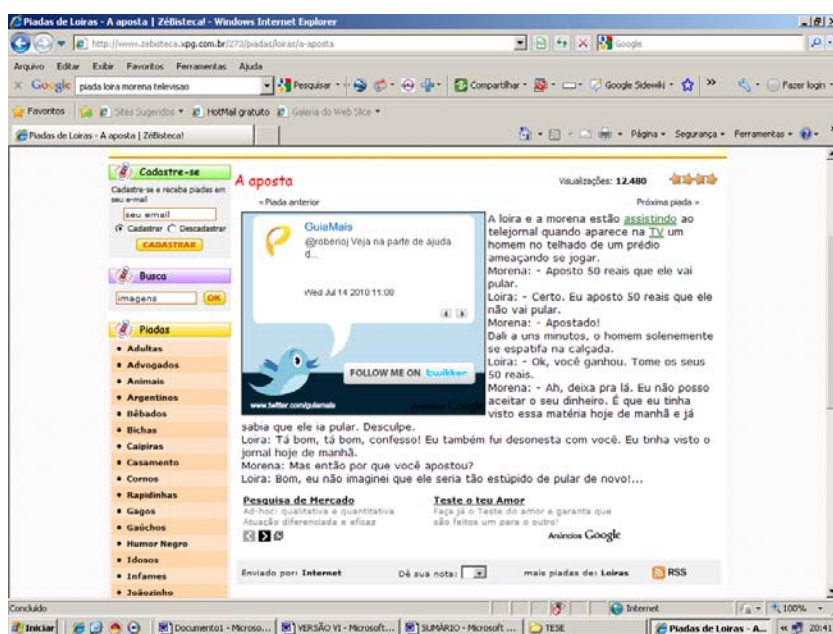 Piadas de Loiras - A aposta | ZéBisteca! - Windows Internet Explorer
http://www.zebisteca.xpg.com.br/272/piadas/loiras/a-aposta
Google
Arquivo Editar Exibir Favoritos Ferramentas Ajuda
Google piada loira morena televisao Pesquisar Compartilhar Google Sidewiki Fazer login
Favoritos Sites Sugeridos HotMail gratuito Galeria do Web Slice
Piadas de Loiras - A aposta | ZéBisteca! Página Segurança Ferramentas
Cadastre-se
Cadastre-se e receba piadas em
seu e-mail
seu email
Cadastrar Descadastrar
CADASTRAR
Busca
imagens OK
Piadas
• Adultas
• Advogados
• Animais
• Argentinos
• Bêbados
• Bichas
• Caipiras
• Casamento
• Cornos
• Rapidinhas
• Gagos
• Gaúchos
• Humor Negro
• Idosos
• Infames
• Joãozinho
A aposta Visualizações: 12.480
« Piada anterior Próxima piada »
GuiaMais
@roberioj Veja na parte de ajuda
d...
Wed Jul 14 2010 11:00
FOLLOW ME ON twitter
www.twitter.com/guiamais Anúncios Google
A loira e a morena estão assistindo ao
telejornal quando aparece na TV um
homem no telhado de um prédio
ameaçando se jogar.
Morena: - Aposto 50 reais que ele vai
pular.
Loira: - Certo. Eu aposto 50 reais que ele
não vai pular.
Morena: - Apostado!
Dali a uns minutos, o homem solenemente
se espatifa na calçada.
Loira: - Ok, você ganhou. Tome os seus
50 reais.
Morena: - Ah, deixa pra lá. Eu não posso
aceitar o seu dinheiro. É que eu tinha
visto essa matéria hoje de manhã e já
sabia que ele ia pular. Desculpe.
Loira: Tá bom, tá bom, confesso! Eu também fui desonesta com você. Eu tinha visto o
jornal hoje de manhã.
Morena: Mas então por que você apostou?
Loira: Bom, eu não imaginei que ele seria tão estúpido de pular de novo!...
Pesquisa de Mercado Teste o teu Amor
Ad-hoc: qualitativa e quantitativa Faça já o Teste do amor e garanta que
Atuação diferenciada e eficaz são feitos um para o outro!
Anúncios Google
Enviado por: Internet Dê sua nota: mais piadas de: Loiras RSS
Concluído Internet 100%
Iniciar Documento1 - Microso... VERSÃO VI - Microsoft... SUMÁRIO - Microsoft ... TESE Piadas de Loiras - A... 20:41